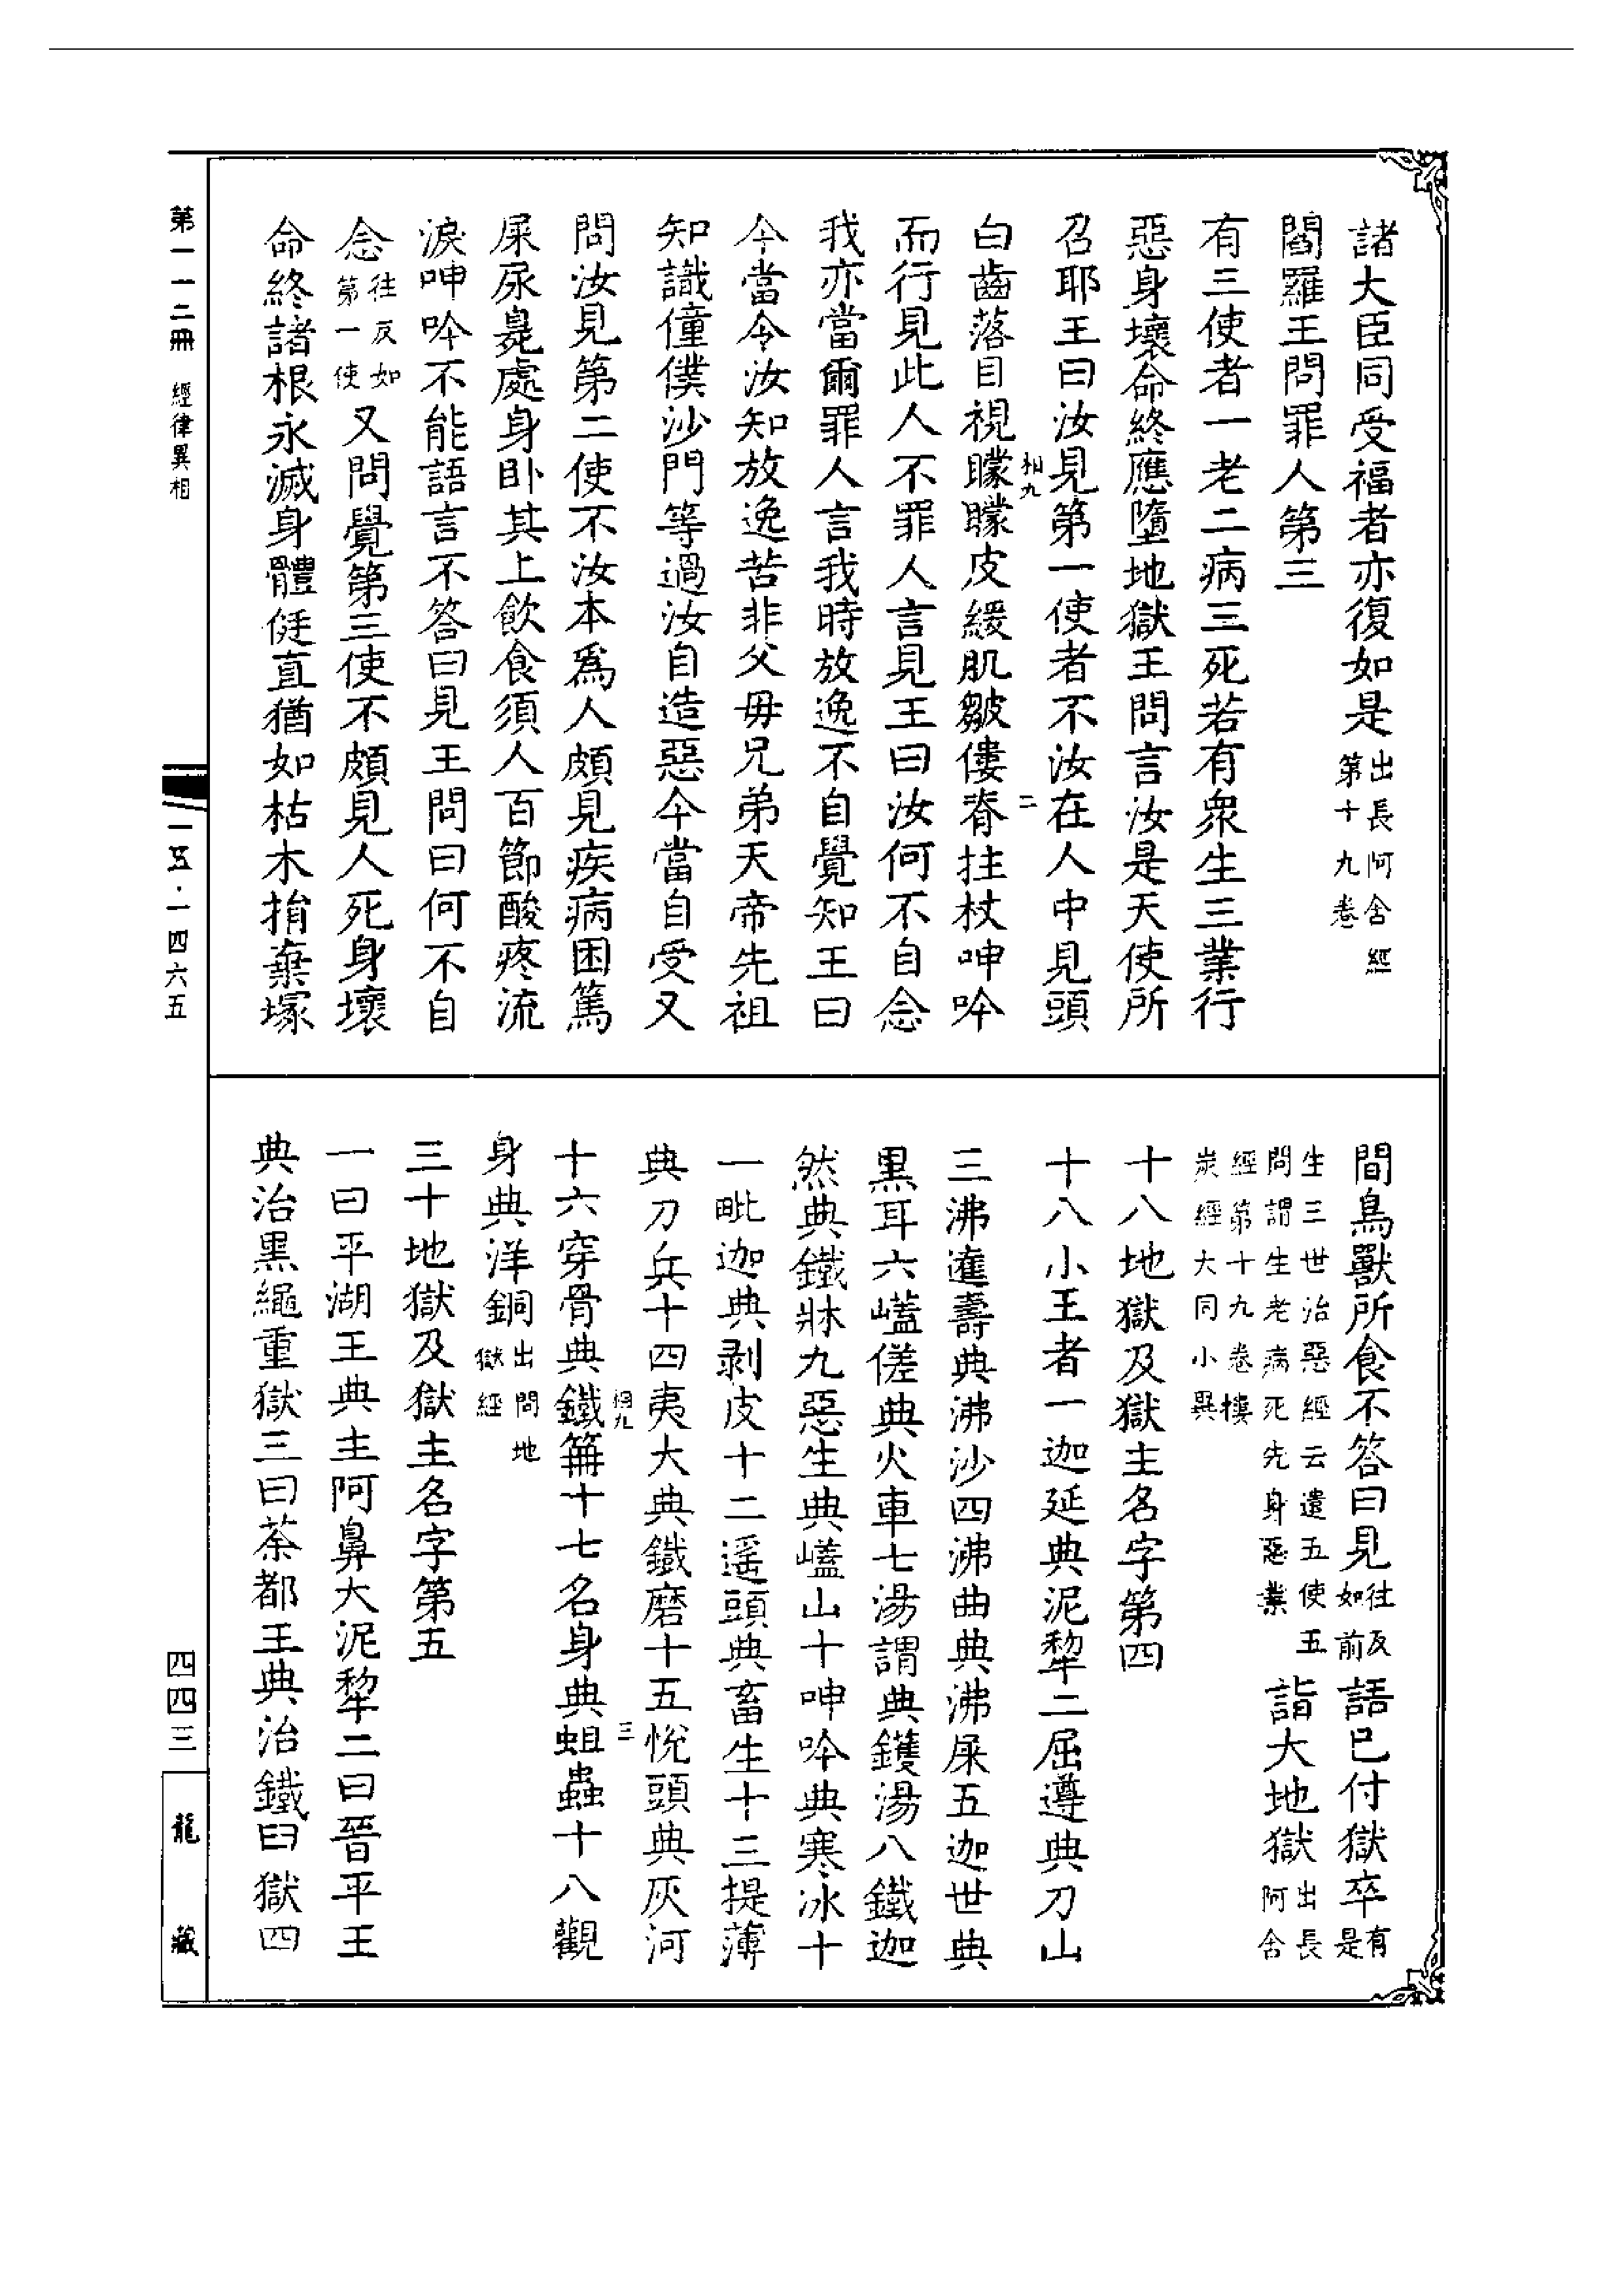 諸大臣同受福者亦復如是出長阿含經第十九卷
閻羅王問罪人第三
有三使者一老二病三死若有衆生三業行
惡身壞命終應墮地獄王問言汝是天使所
召耶王曰汝見第一使者不汝在人中見頭
相九
二
白齒落目視矇矇皮緩肌皺僂脊拄杖呻吟
而行見此人不罪人言見王曰汝何不自念
我亦當爾罪人言我時放逸不自覺知王曰
今當令汝知放逸苦非父毋兄弟天帝先祖
知識僮僕沙門等過汝自造惡今當自受又
問汝見第二使不汝本爲人頗見疾病困篤
屎尿臭處身卧其上飲食須人百節酸疼流
淚呻吟不能語言不答曰見王問曰何不自
念往反如第一使又問覺第三使不頗見人死身壞
命終諸根永滅身體侹直猶如枯木捐棄塚
間鳥獸所食不答曰見往反如前語已付獄卒有是
生三世治惡經云遣五使五問謂生老病死先身惡業詣大地獄出長阿含
經第十九卷樓炭經大同小異
十八地獄及獄主名字第四
十八小王者一迦延典泥犂二屈遵典刀山
三沸進壽典沸沙四沸曲典沸屎五迦世典
黒耳六㠔傞典火車七湯謂典鑊湯八鐵迦
然典鐵牀九惡生典㠔山十呻吟典寒冰十
一毗迦典剥皮十二遥頭典畜生十三提薄
典刀兵十四夷大典鐵磨十五悅頭典灰河
相九
三
十六穿骨典鐵篅十七名身典蛆蟲十八觀
身典洋銅出問地獄經
三十地獄及獄主名字第五
一曰平湖王典主阿鼻大泥犂二曰晉平王
典治黒繩重獄三曰荼都王典治鐵臼獄四
第一一二冊 經律異相
一五·一四六五
四四三
龍藏